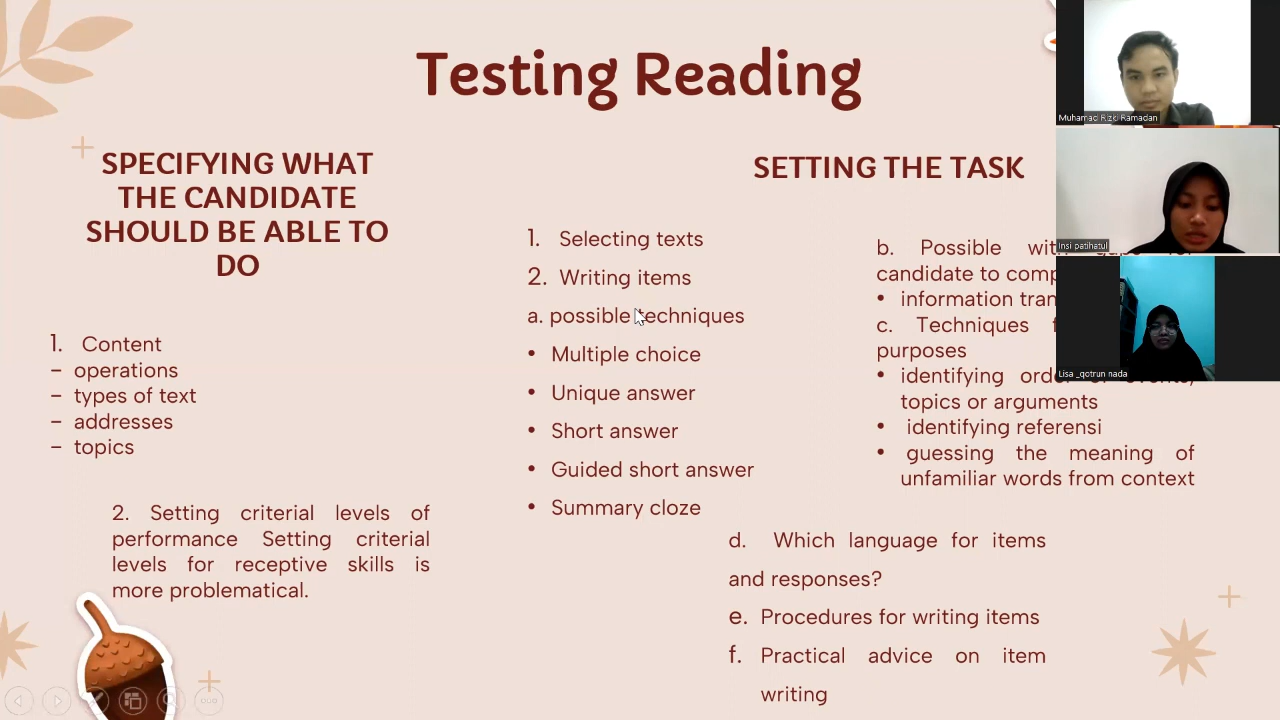 Testing Reading
SPECIFYING WHAT
THE CANDIDATE
SHOULD BE ABLE TO
DO
1. Content
– operations
– types of text
– addresses
– topics
2. Setting criterial levels of
performance Setting criterial
levels for receptive skills is
more problematical.
SETTING THE TASK
1. Selecting texts
2. Writing items
a. possible techniques
• Multiple choice
• Unique answer
• Short answer
• Guided short answer
• Summary cloze
b. Possible
candidate to
• information
c. Techniques
purposes
• identifying order of events,
topics or arguments
• identifying referensi
• guessing the meaning of
unfamiliar words from context
d. Which language for items
and responses?
e. Procedures for writing items
f. Practical advice on item
writing
Muhamad Rizki Ramadan
Insi patihatul
Lisa _qotrun nada